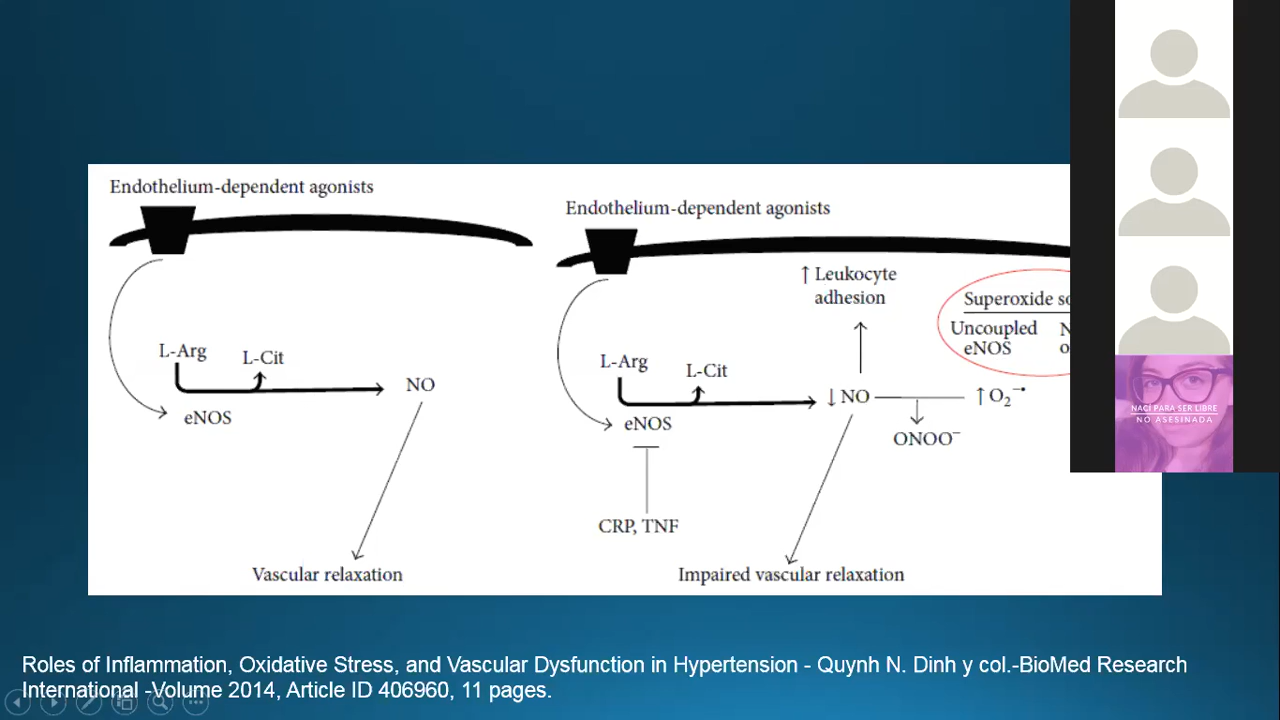 Endothelium-dependent agonists
L-Arg
L-Cit
NO
eNOS
Vascular relaxation
Endothelium-dependent agonists
↑ Leukocyte
adhesion
Superoxide
Uncoupled
eNOS
L-Arg
L-Cit
↓ NO
↑ O₂⁻•
eNOS
ONOO⁻
CRP, TNF
Impaired vascular relaxation
NACÍ PARA SER LIBRE
NO ASESINADA
Roles of Inflammation, Oxidative Stress, and Vascular Dysfunction in Hypertension - Quynh N. Dinh y col.-BioMed Research
International -Volume 2014, Article ID 406960, 11 pages.